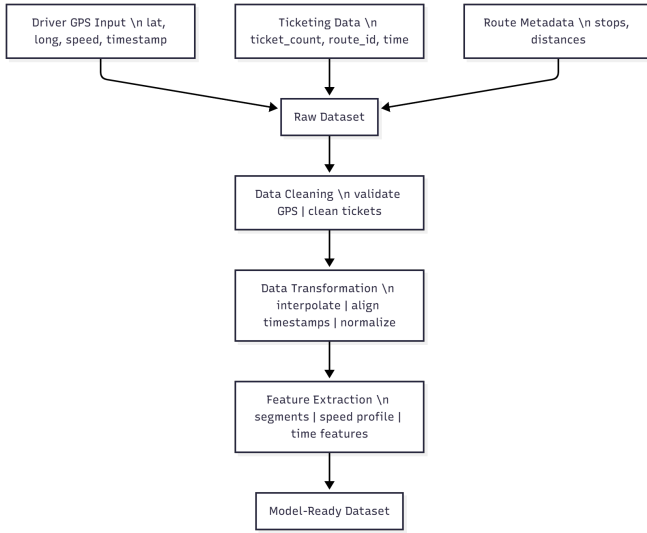 Driver GPS Input \n lat,
long, speed, timestamp
Ticketing Data \n
ticket_count, route_id, time
Route Metadata \n stops,
distances
Raw Dataset
Data Cleaning \n validate
GPS | clean tickets
Data Transformation \n
interpolate | align
timestamps | normalize
Feature Extraction \n
segments | speed profile |
time features
Model-Ready Dataset